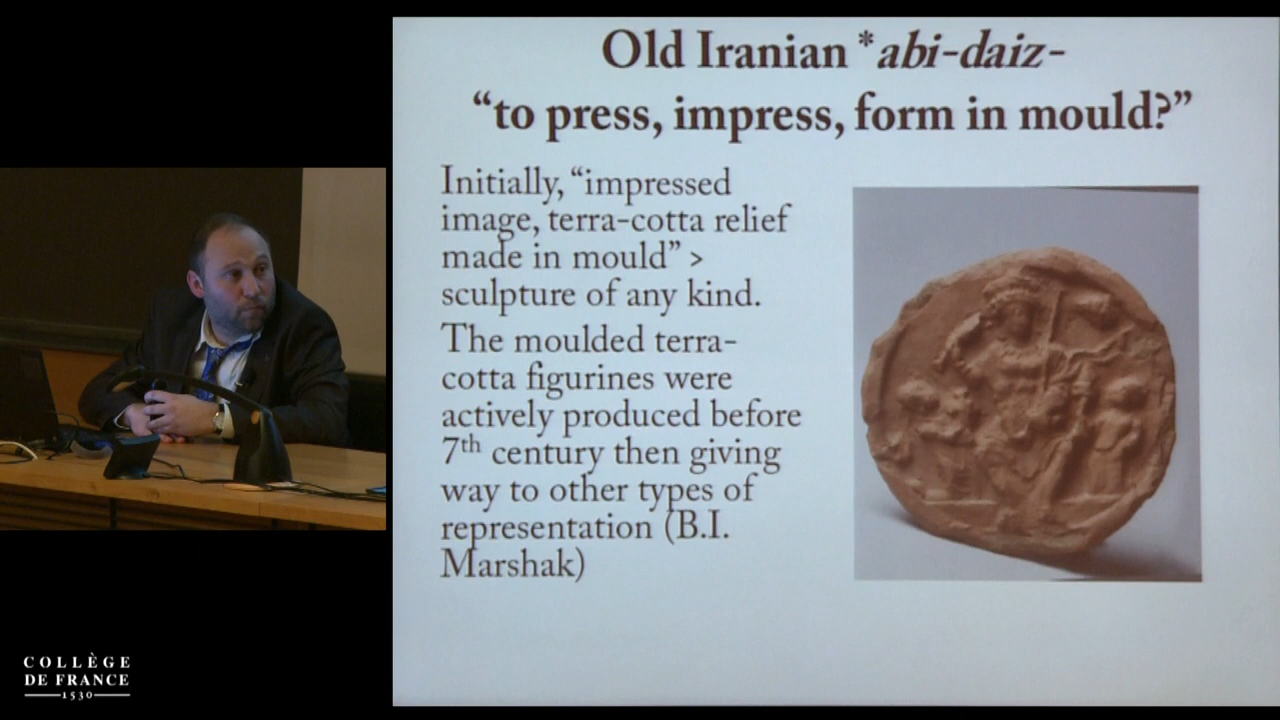 Old Iranian *abi-daiz-
“to press, impress, form in mould?”
Initially, “impressed
image, terra-cotta relief
made in mould” >
sculpture of any kind.
The moulded terra-
cotta figurines were
actively produced before
7th century then giving
way to other types of
representation (B.I.
Marshak)
COLLÈGE
DE FRANCE
1530